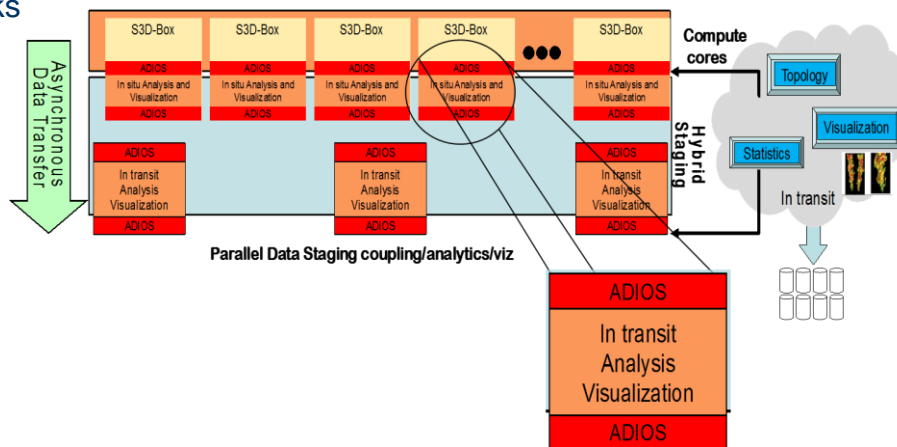 ks
S3D-Box
S3D-Box
S3D-Box
S3D-Box
S3D-Box
ADIOS
ADIOS
ADIOS
ADIOS
ADIOS
In situ Analysis and
Visualization
In situ Analysis and
Visualization
In situ Analysis and
Visualization
In situ Analysis and
Visualization
In situ Analysis and
Visualization
ADIOS
ADIOS
ADIOS
ADIOS
ADIOS
Asynchronous
Data Transfer
ADIOS
In transit
Analysis
Visualization
ADIOS
ADIOS
In transit
Analysis
Visualization
ADIOS
ADIOS
In transit
Analysis
Visualization
ADIOS
Hybrid
Staging
Compute
cores
Topology
Visualization
Statistics
In transit
Parallel Data Staging coupling/analytics/viz
ADIOS
In transit
Analysis
Visualization
ADIOS